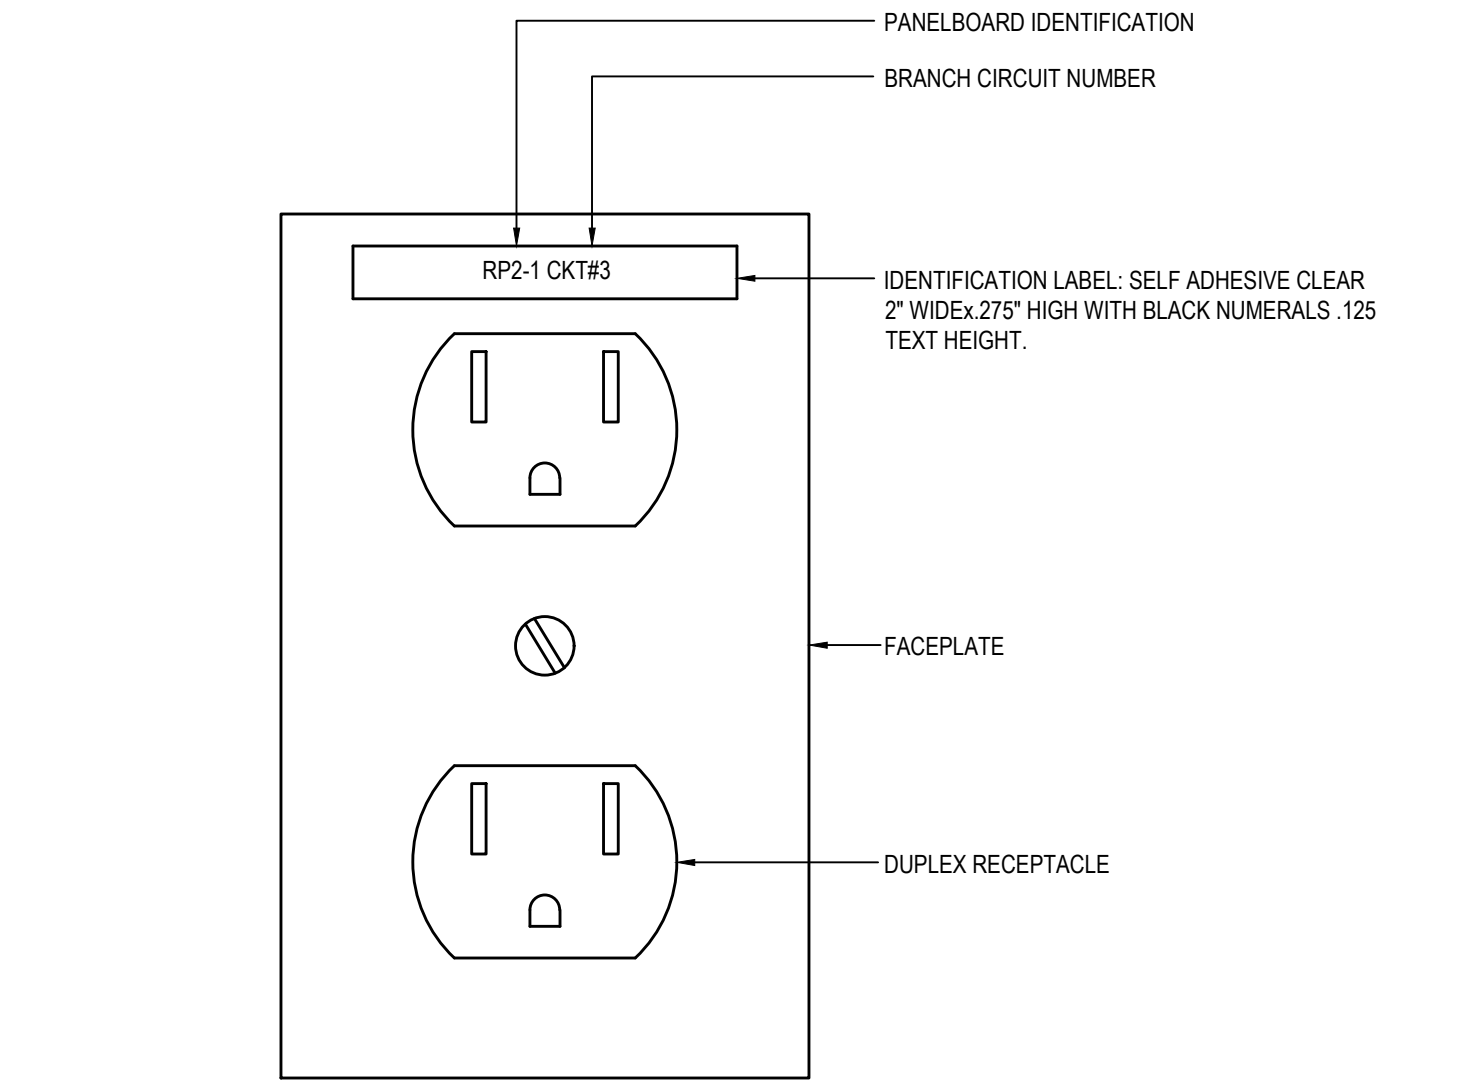 PANELBOARD IDENTIFICATION
BRANCH CIRCUIT NUMBER
RP2-1 CKT#3
IDENTIFICATION LABEL: SELF ADHESIVE CLEAR
2" WIDEx.275" HIGH WITH BLACK NUMERALS .125
TEXT HEIGHT.
FACEPLATE
DUPLEX RECEPTACLE